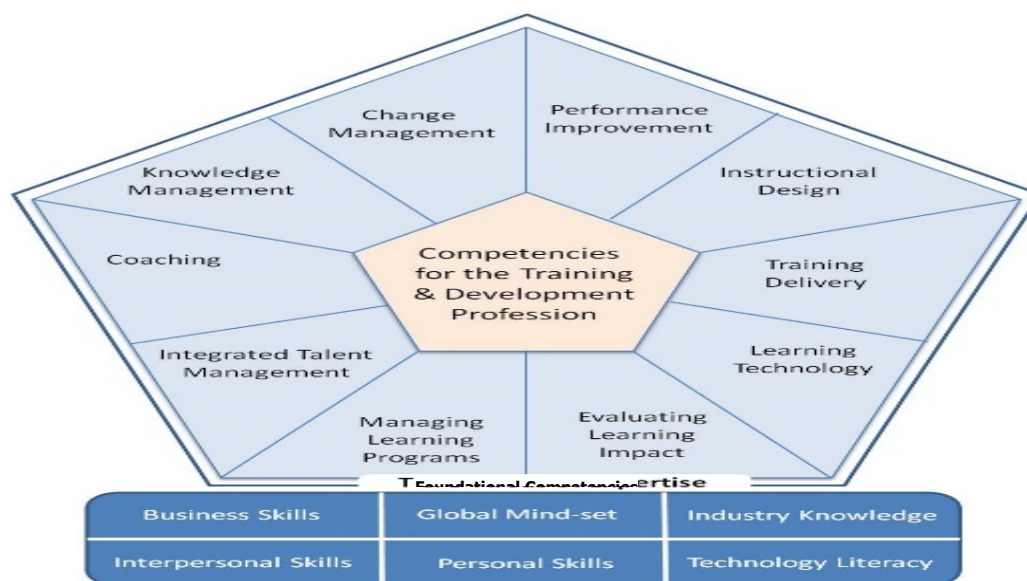 Change
Management
Performance
Improvement
Knowledge
Management
Instructional
Design
Coaching
Competencies
for the Training
& Development
Profession
Training
Delivery
Integrated Talent
Management
Learning
Technology
Managing
Learning
Programs
Evaluating
Learning
Impact
Foundational Competencies
Business Skills
Global Mind-set
Industry Knowledge
Interpersonal Skills
Personal Skills
Technology Literacy